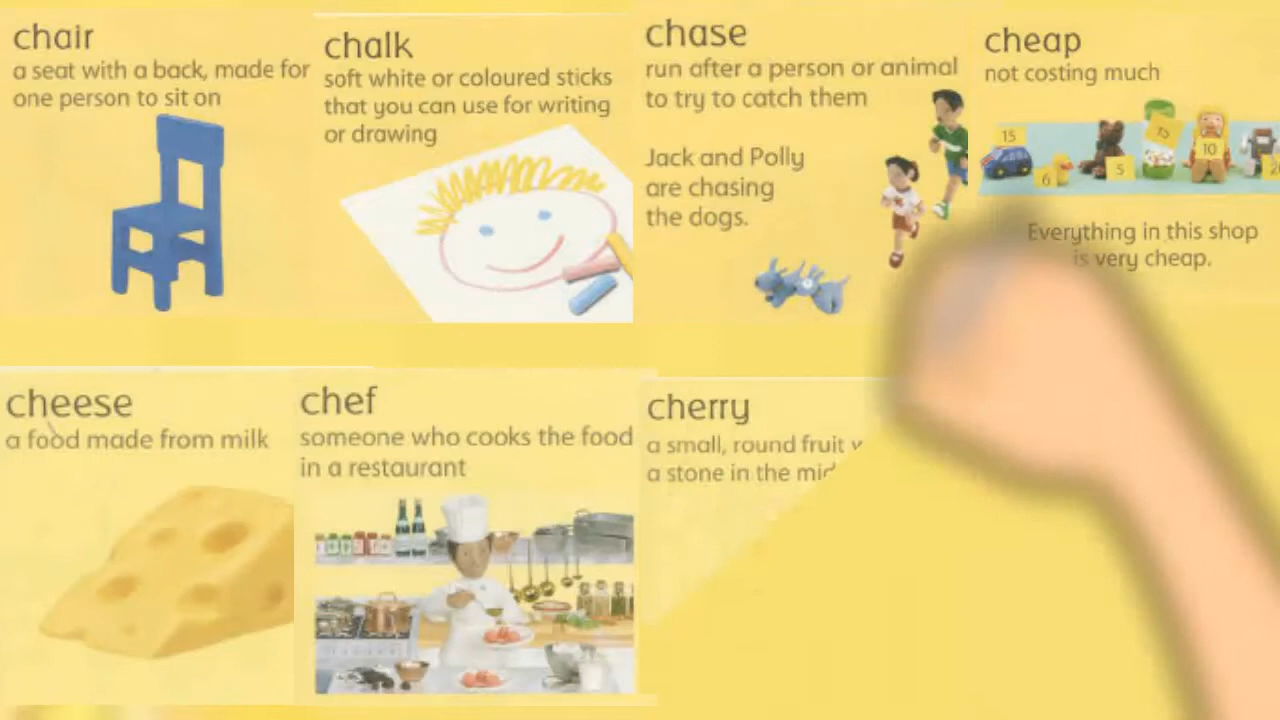 chair
a seat with a back, made for
one person to sit on
chalk
soft white or coloured sticks
that you can use for writing
or drawing
chase
run after a person or animal
to try to catch them
Jack and Polly
are chasing
the dogs.
cheap
not costing much
15
6
5
15
10
Everything in this shop
is very cheap.
cheese
a food made from milk
chef
someone who cooks the food
in a restaurant
cherry
a small, round fruit
a stone in the